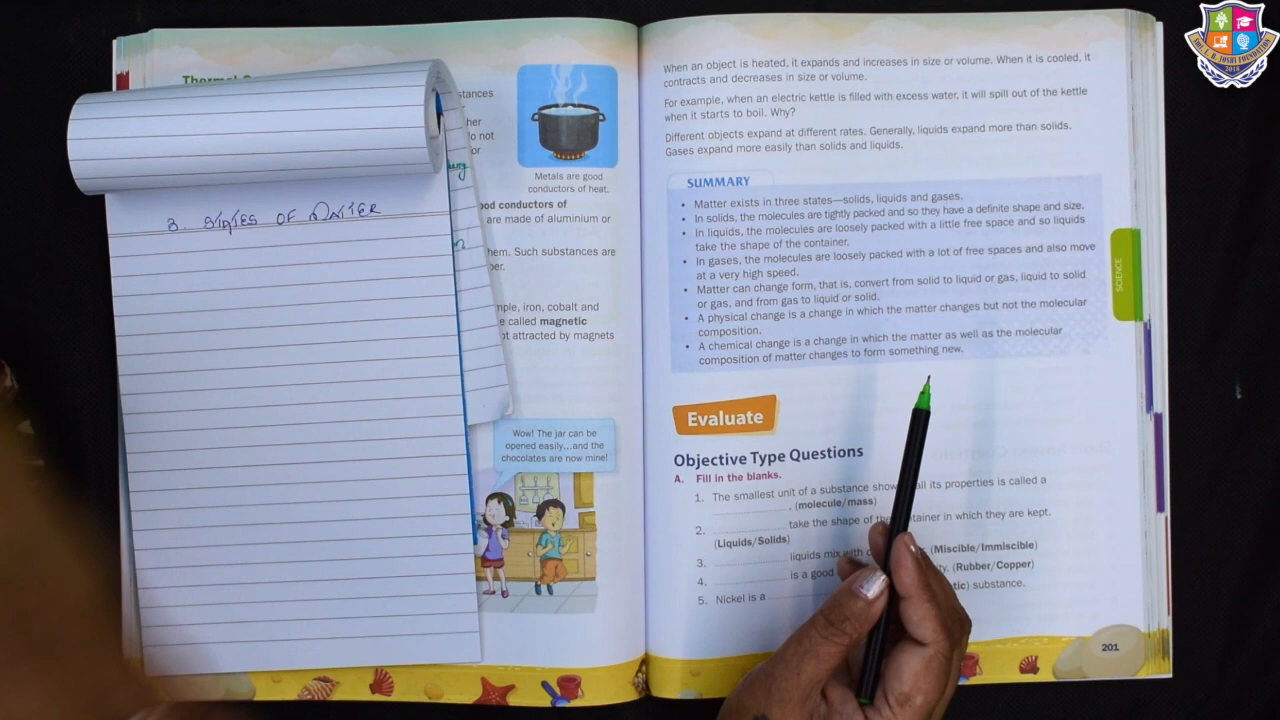 Thermal
stances
her
do not
or
Metals are good
conductors of heat.
ood conductors of
are made of aluminium or
hem. Such substances are
per.
mple, iron, cobalt and
e called magnetic
ot attracted by magnets
Wow! The jar can be
opened easily...and the
chocolates are now mine!
3. STATES OF MATTER
When an object is heated, it expands and increases in size or volume. When it is cooled, it
contracts and decreases in size or volume.
For example, when an electric kettle is filled with excess water, it will spill out of the kettle
when it starts to boil. Why?
Different objects expand at different rates. Generally, liquids expand more than solids.
Gases expand more easily than solids and liquids.
SUMMARY
• Matter exists in three states—solids, liquids and gases.
• In solids, the molecules are tightly packed and so they have a definite shape and size.
• In liquids, the molecules are loosely packed with a little free space and so liquids
take the shape of the container.
• In gases, the molecules are loosely packed with a lot of free spaces and also move
at a very high speed.
• Matter can change form, that is, convert from solid to liquid or gas, liquid to solid
or gas, and from gas to liquid or solid.
• A physical change is a change in which the matter changes but not the molecular
composition.
• A chemical change is a change in which the matter as well as the molecular
composition of matter changes to form something new.
Evaluate
Objective Type Questions
A. Fill in the blanks.
1. The smallest unit of a substance show all its properties is called a
. (molecule/mass)
2. take the shape of the container in which they are kept.
(Liquids/Solids)
3. liquids mix with (Miscible/Immiscible)
4. is a good ty. (Rubber/Copper)
5. Nickel is a tic) substance.
201
SCIENCE
SHRI L. B. JOSHI FOUNDATION
2018